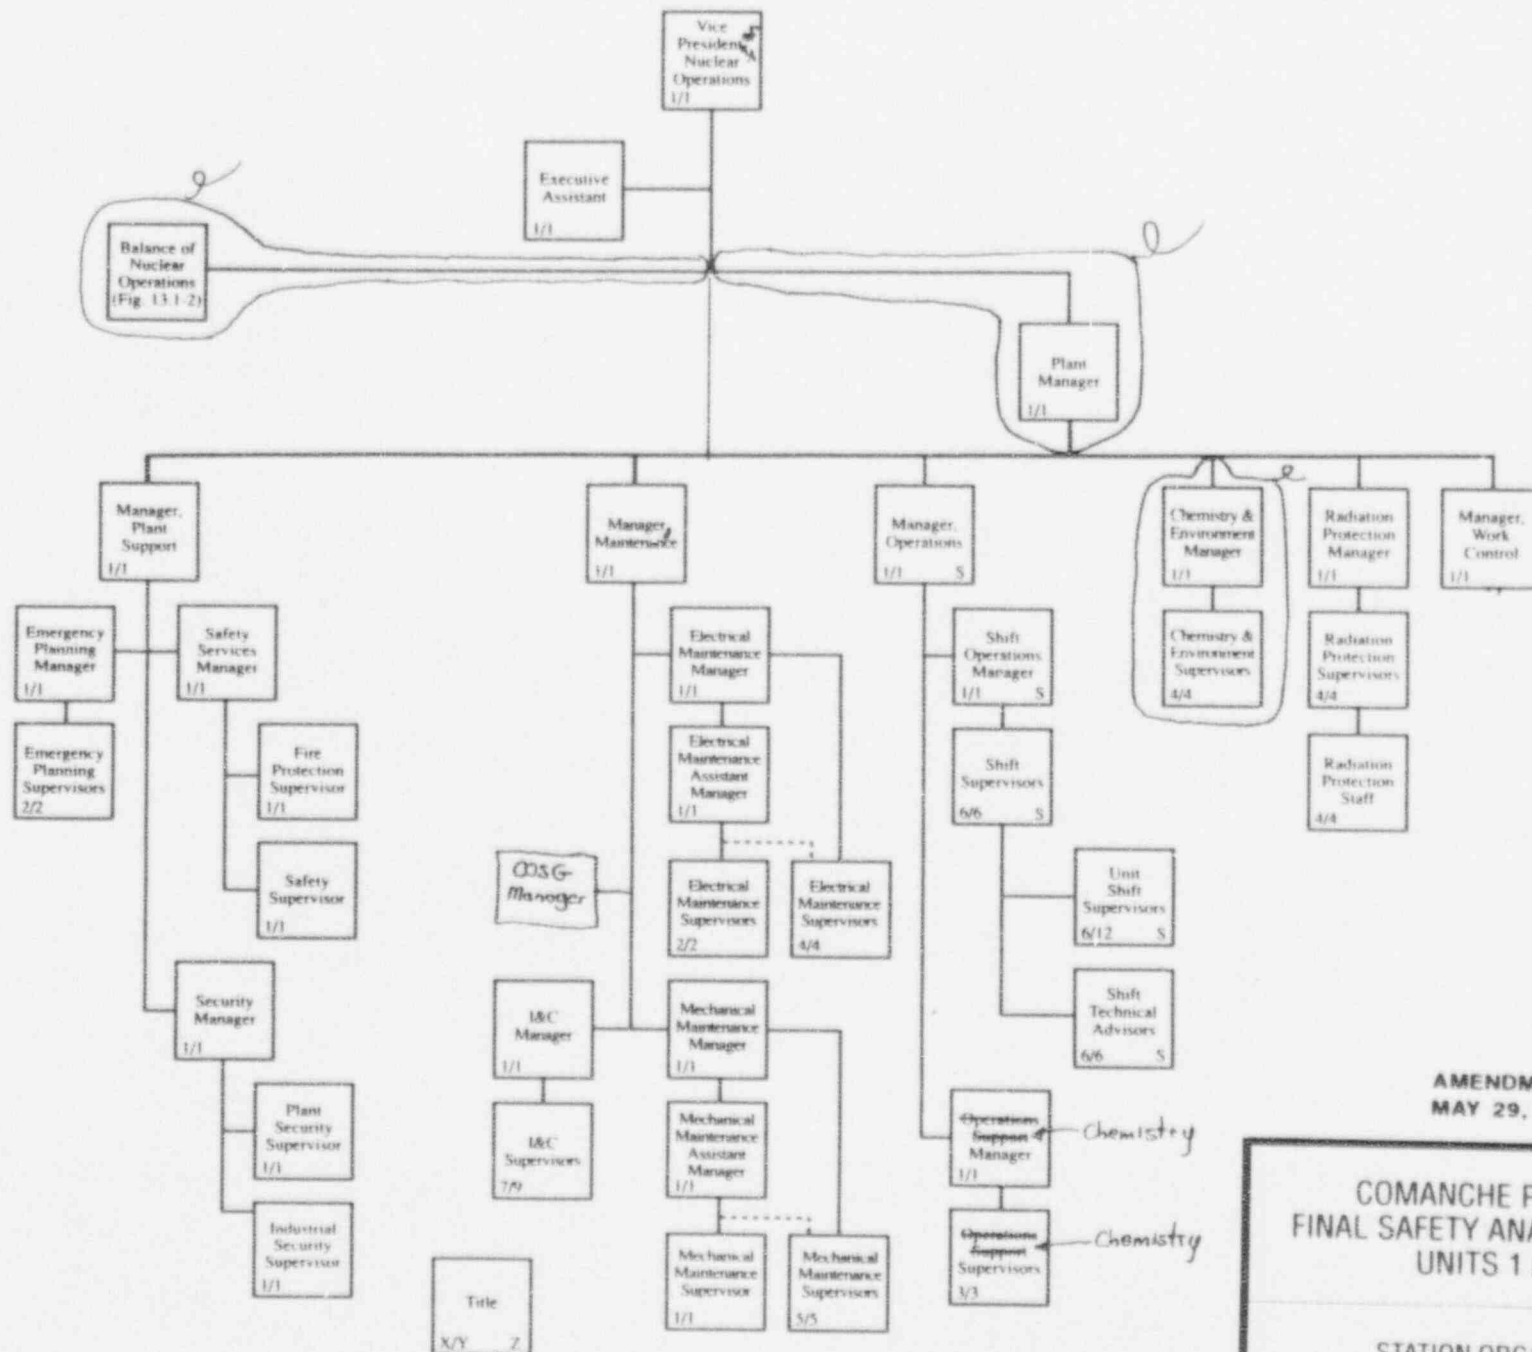 Vice
President
Nuclear
Operations
1/1
Executive
Assistant
1/1
Balance of
Nuclear
Operations
(Fig. 13.1-2)
Plant
Manager
1/1
Manager,
Plant
Support
1/1
Manager,
Maintenance
1/1
Manager,
Operations
1/1 S
Chemistry &
Environment
Manager
1/1
Radiation
Protection
Manager
1/1
Manager,
Work
Control
1/1
Emergency
Planning
Manager
1/1
Safety
Services
Manager
1/1
Electrical
Maintenance
Manager
1/1
Shift
Operations
Manager
1/1 S
Chemistry &
Environment
Supervisors
4/4
Radiation
Protection
Supervisors
4/4
Emergency
Planning
Supervisors
2/2
Fire
Protection
Supervisor
1/1
Electrical
Maintenance
Assistant
Manager
1/1
Shift
Supervisors
6/6 S
Radiation
Protection
Staff
4/4
Safety
Supervisor
1/1
OSG
Manager
Electrical
Maintenance
Supervisors
2/2
Electrical
Maintenance
Supervisors
4/4
Unit
Shift
Supervisors
6/12 S
Security
Manager
1/1
I&C
Manager
1/1
Mechanical
Maintenance
Manager
1/1
Shift
Technical
Advisors
6/6 S
Plant
Security
Supervisor
1/1
I&C
Supervisors
7/9
Mechanical
Maintenance
Assistant
Manager
1/1
Operations
Support
Manager
1/1
Chemistry
Industrial
Security
Supervisor
1/1
Mechanical
Maintenance
Supervisor
1/1
Mechanical
Maintenance
Supervisors
5/5
Operations
Support
Supervisors
3/3
Chemistry
Title
X/Y Z
AMENDM
MAY 29,
COMANCHE P
FINAL SAFETY ANA
UNITS 1
STATION ORG